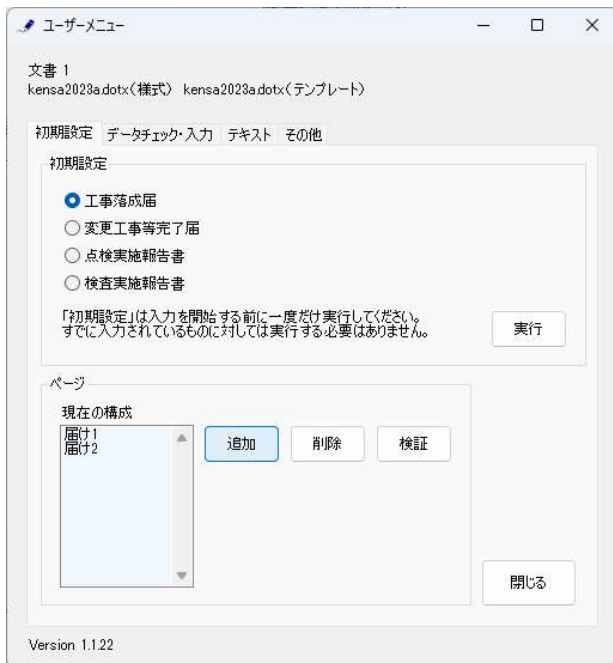 ユーザーメニュー
文書 1
kensa2023a.dotx(様式) kensa2023a.dotx(テンプレート)
初期設定 データチェック・入力 テキスト その他
初期設定
工事落成届
変更工事等完了届
点検実施報告書
検査実施報告書
「初期設定」は入力を開始する前に一度だけ実行してください。
すでに入力されているものに対しては実行する必要はありません。
実行
ページ
現在の構成
届け1
届け2
追加 削除 検証
閉じる
Version 1.1.22